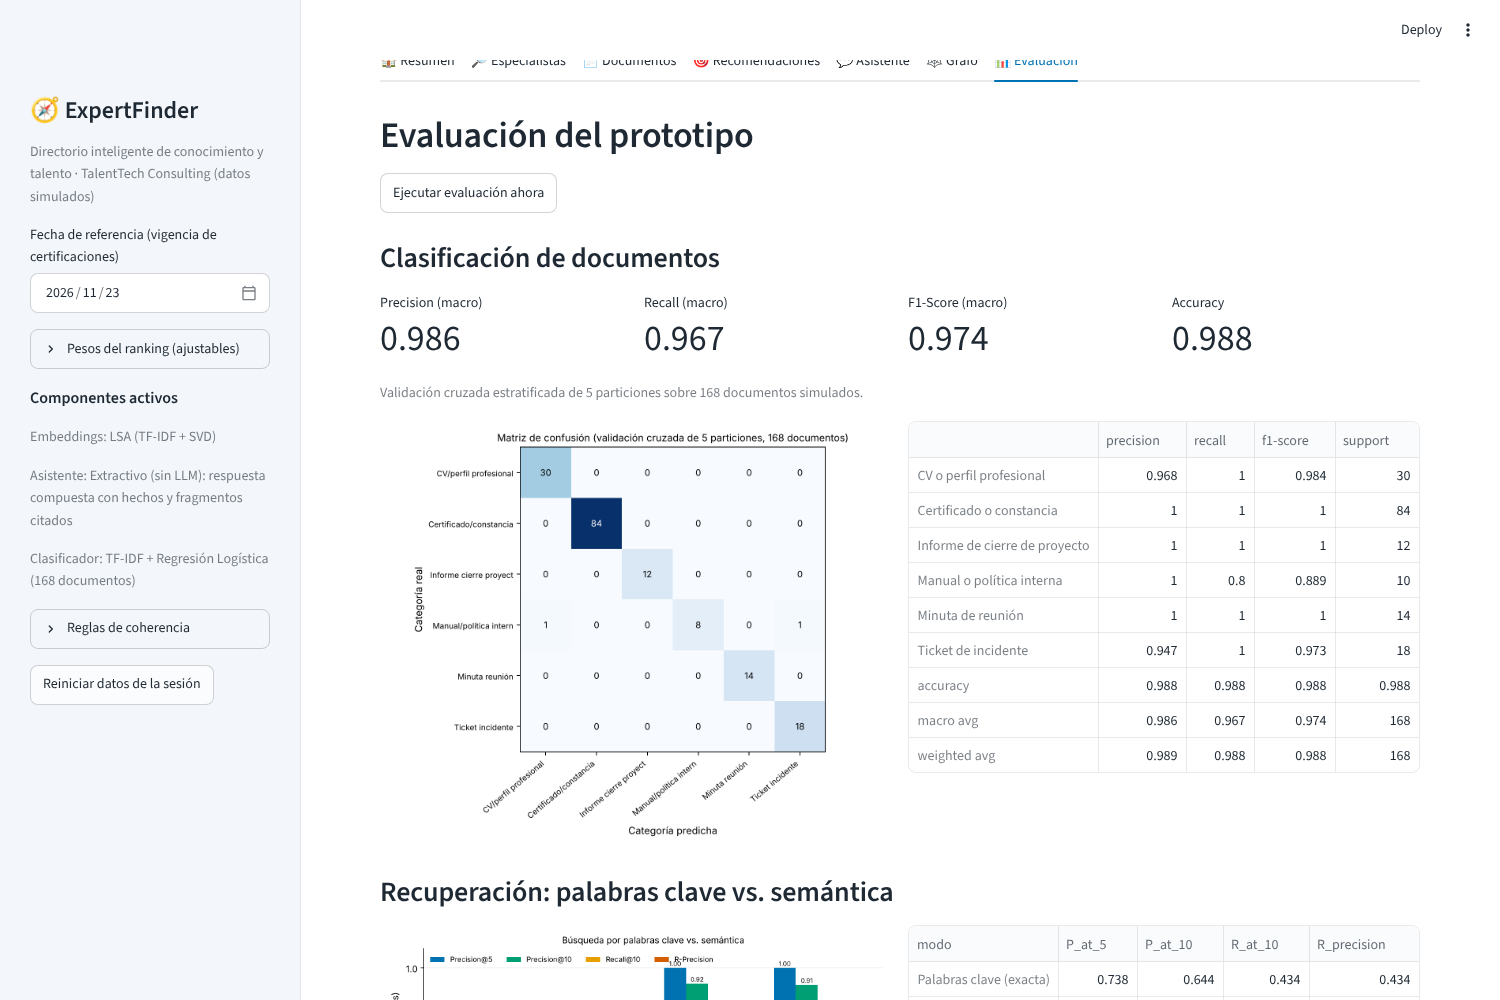 Deploy
Resumen
Especialistas
Documentos
Recomendaciones
Asistente
Grafo
Evaluación
ExpertFinder
Directorio inteligente de conocimiento y
talento · TalentTech Consulting (datos
simulados)
Fecha de referencia (vigencia de
certificaciones)
2026 / 11 / 23
Pesos del ranking (ajustables)
Componentes activos
Embeddings: LSA (TF-IDF + SVD)
Asistente: Extractivo (sin LLM): respuesta
compuesta con hechos y fragmentos
citados
Clasificador: TF-IDF + Regresión Logística
(168 documentos)
Reglas de coherencia
Reiniciar datos de la sesión
Evaluación del prototipo
Ejecutar evaluación ahora
Clasificación de documentos
Precision (macro)
0.986
Recall (macro)
0.967
F1-Score (macro)
0.974
Accuracy
0.988
Validación cruzada estratificada de 5 particiones sobre 168 documentos simulados.
Matriz de confusión (validación cruzada de 5 particiones, 168 documentos)
Categoría real
CV/perfil profesional 30 0 0 0 0 0
Certificado/constancia 0 84 0 0 0 0
Informe cierre proyect 0 0 12 0 0 0
Manual/política intern 1 0 0 8 0 1
Minuta reunión 0 0 0 0 14 0
Ticket incidente 0 0 0 0 0 18
CV/perfil profesional
Certificado/constancia
Informe cierre proyect
Manual/política intern
Minuta reunión
Ticket incidente
Categoría predicha
precision recall f1-score support
CV o perfil profesional 0.968 1 0.984 30
Certificado o constancia 1 1 1 84
Informe de cierre de proyecto 1 1 1 12
Manual o política interna 1 0.8 0.889 10
Minuta de reunión 1 1 1 14
Ticket de incidente 0.947 1 0.973 18
accuracy 0.988 0.988 0.988 0.988
macro avg 0.986 0.967 0.974 168
weighted avg 0.989 0.988 0.988 168
Recuperación: palabras clave vs. semántica
Búsqueda por palabras clave vs. semántica
Precision@5 Precision@10 Recall@10 R-Precision
1.0
1.00
0.92
1.00
0.91
modo P_at_5 P_at_10 R_at_10 R_precision
Palabras clave (exacta) 0.738 0.644 0.434 0.434